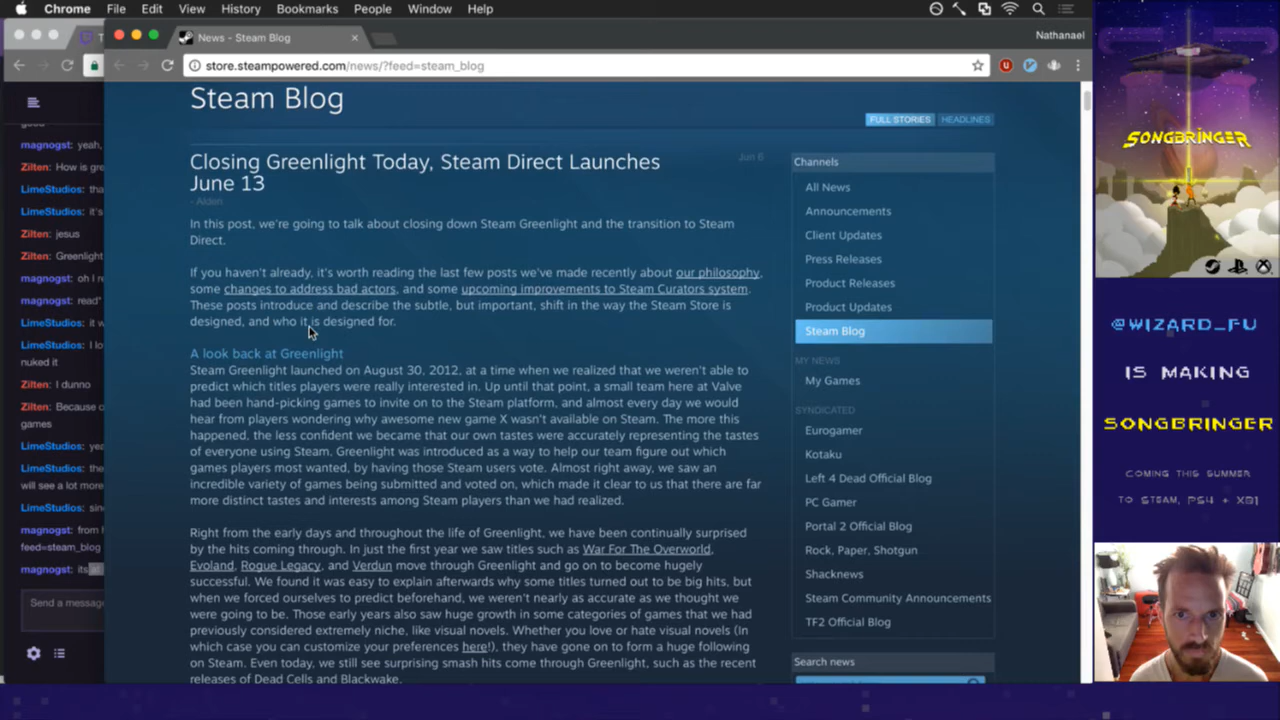 Chrome File Edit View History Bookmarks People Window Help
News - Steam Blog
Nathanael
store.steampowered.com/news/?feed=steam_blog
magnogst: yeah,
Zilten: How is
LimeStudios:
LimeStudios: it's
Zilten: jesus
Zilten: Greenlight
magnogst: oh I
magnogst: read"
LimeStudios: it
LimeStudios: I
nuked it
Zilten: I dunno
Zilten: Because
games
LimeStudios:
LimeStudios:
will see a lot more
LimeStudios:
magnogst: from
feed=steam_blog
magnogst: its
Send a message
Steam Blog
FULL STORIES HEADLINES
Closing Greenlight Today, Steam Direct Launches
June 13
Jun 6
- Alden
In this post, we're going to talk about closing down Steam Greenlight and the transition to Steam
Direct.
If you haven't already, it's worth reading the last few posts we've made recently about our philosophy,
some changes to address bad actors, and some upcoming improvements to Steam Curators system.
These posts introduce and describe the subtle, but important, shift in the way the Steam Store is
designed, and who it is designed for.
A look back at Greenlight
Steam Greenlight launched on August 30, 2012, at a time when we realized that we weren't able to
predict which titles players were really interested in. Up until that point, a small team here at Valve
had been hand-picking games to invite on to the Steam platform, and almost every day we would
hear from players wondering why awesome new game X wasn't available on Steam. The more this
happened, the less confident we became that our own tastes were accurately representing the tastes
of everyone using Steam. Greenlight was introduced as a way to help our team figure out which
games players most wanted, by having those Steam users vote. Almost right away, we saw an
incredible variety of games being submitted and voted on, which made it clear to us that there are far
more distinct tastes and interests among Steam players than we had realized.
Right from the early days and throughout the life of Greenlight, we have been continually surprised
by the hits coming through. In just the first year we saw titles such as War For The Overworld,
Evoland, Rogue Legacy, and Verdun move through Greenlight and go on to become hugely
successful. We found it was easy to explain afterwards why some titles turned out to be big hits, but
when we forced ourselves to predict beforehand, we weren't nearly as accurate as we thought we
were going to be. Those early years also saw huge growth in some categories of games that we had
previously considered extremely niche, like visual novels. Whether you love or hate visual novels (In
which case you can customize your preferences here!), they have gone on to form a huge following
on Steam. Even today, we still see surprising smash hits come through Greenlight, such as the recent
releases of Dead Cells and Blackwake.
Channels
All News
Announcements
Client Updates
Press Releases
Product Releases
Product Updates
Steam Blog
MY NEWS
My Games
SYNDICATED
Eurogamer
Kotaku
Left 4 Dead Official Blog
PC Gamer
Portal 2 Official Blog
Rock, Paper, Shotgun
Shacknews
Steam Community Announcements
TF2 Official Blog
Search news
SONGBRINGER
@WIZARD_FU
IS MAKING
SONGBRINGER
COMING THIS SUMMER
TO STEAM, PS4 + XB1